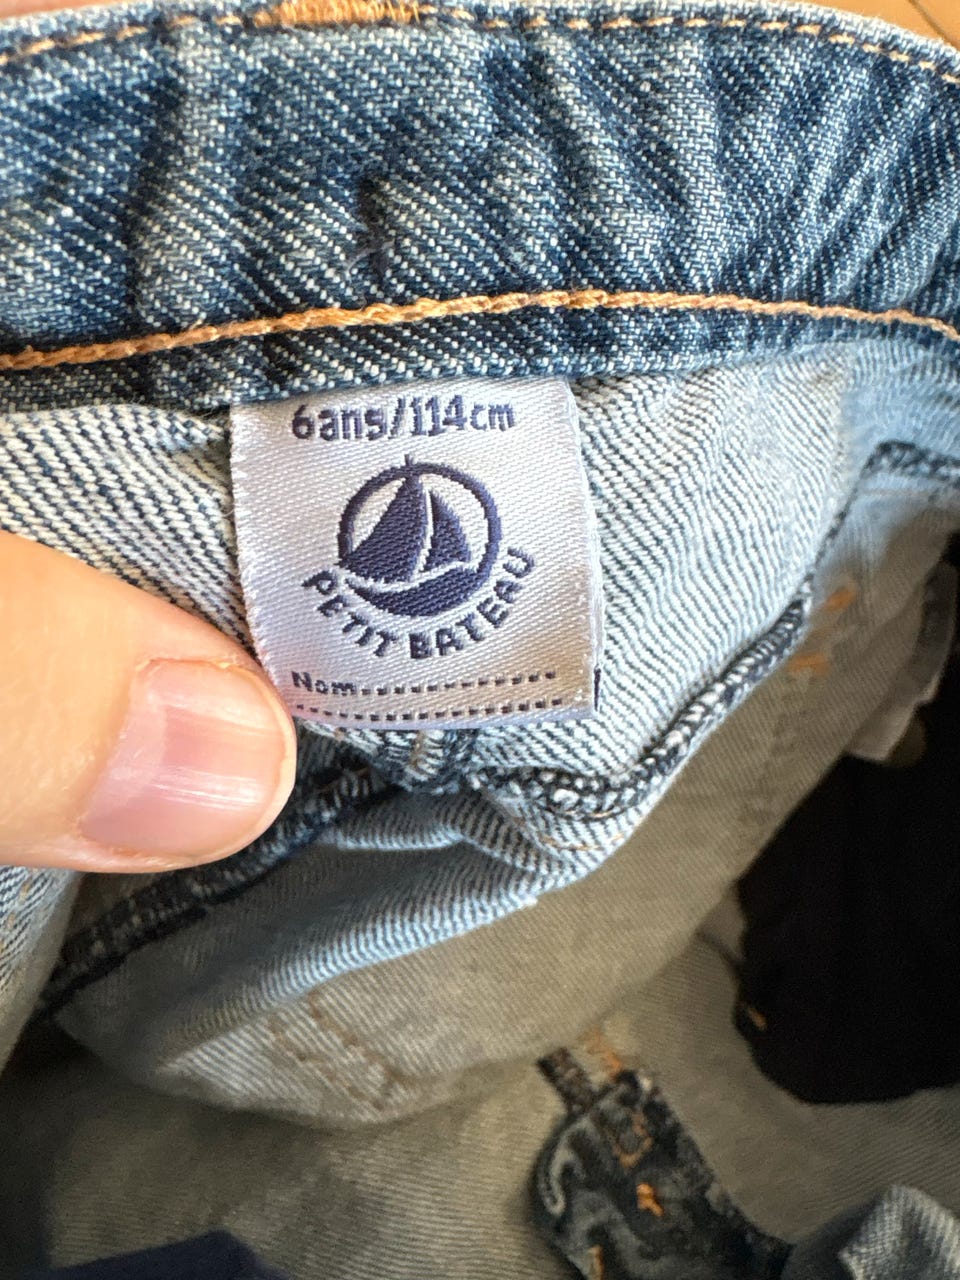 6ans/114cm
PETIT BATEAU
Nom